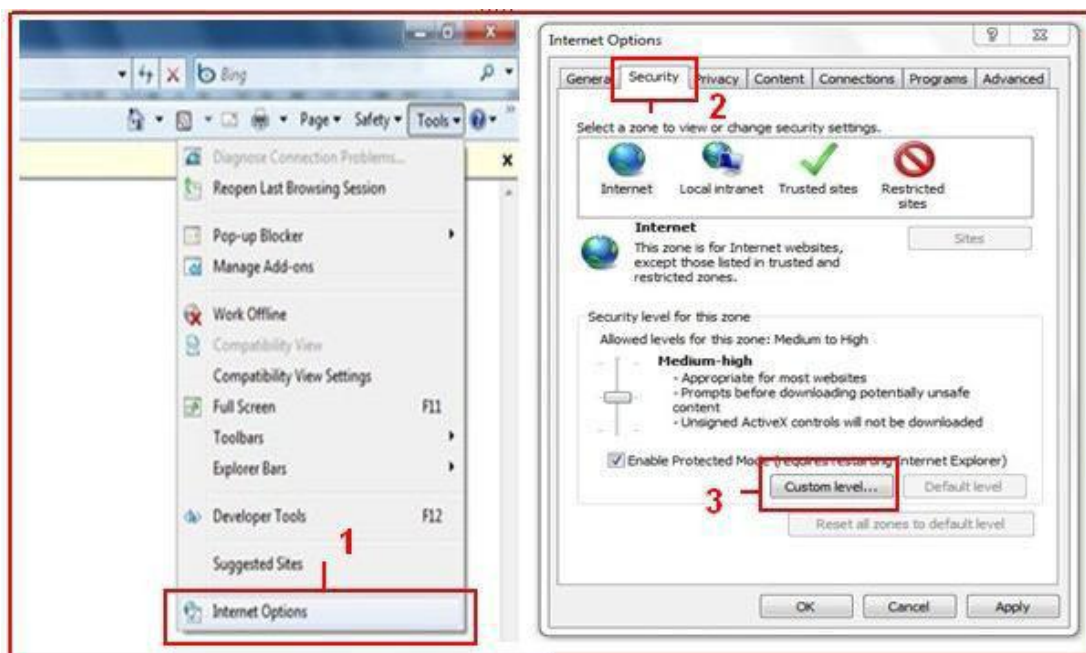 Bing
Page Safety Tools
Diagnose Connection Problems...
Reopen Last Browsing Session
Pop-up Blocker
Manage Add-ons
Work Offline
Compatibility View
Compatibility View Settings
Full Screen F11
Toolbars
Explorer Bars
Developer Tools F12
1
Suggested Sites
Internet Options
Internet Options
General Security Privacy Content Connections Programs Advanced
2
Select a zone to view or change security settings.
Internet Local intranet Trusted sites Restricted
sites
Internet
Sites
This zone is for Internet websites,
except those listed in trusted and
restricted zones.
Security level for this zone
Allowed levels for this zone: Medium to High
Medium-high
- Appropriate for most websites
- Prompts before downloading potentially unsafe
content
- Unsigned ActiveX controls will not be downloaded
Enable Protected Mode (requires restarting Internet Explorer)
3
Custom level... Default level
Reset all zones to default level
OK Cancel Apply